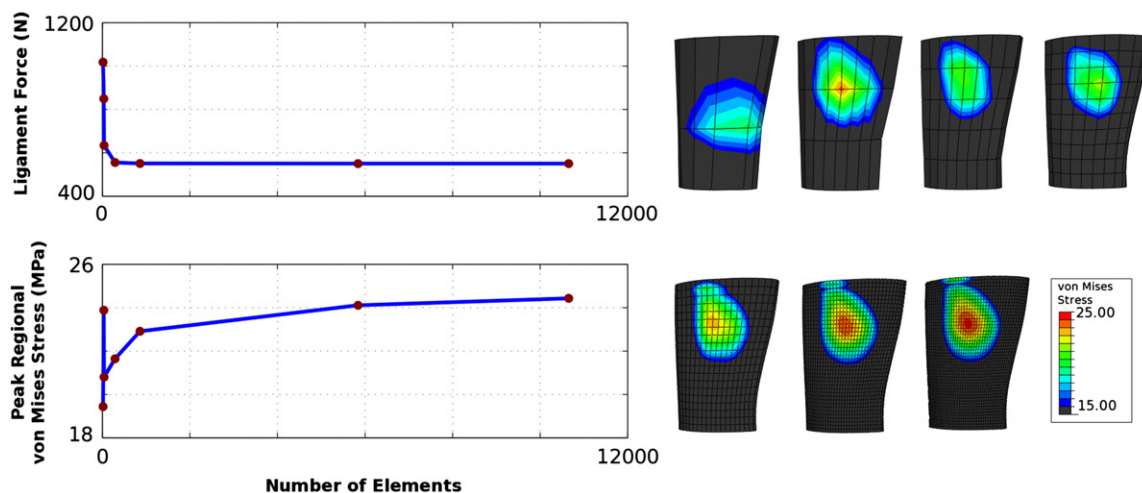 Ligament Force (N)
1200
400
0
12000
Peak Regional
von Mises Stress (MPa)
26
18
0
12000
Number of Elements
von Mises
Stress
25.00
15.00